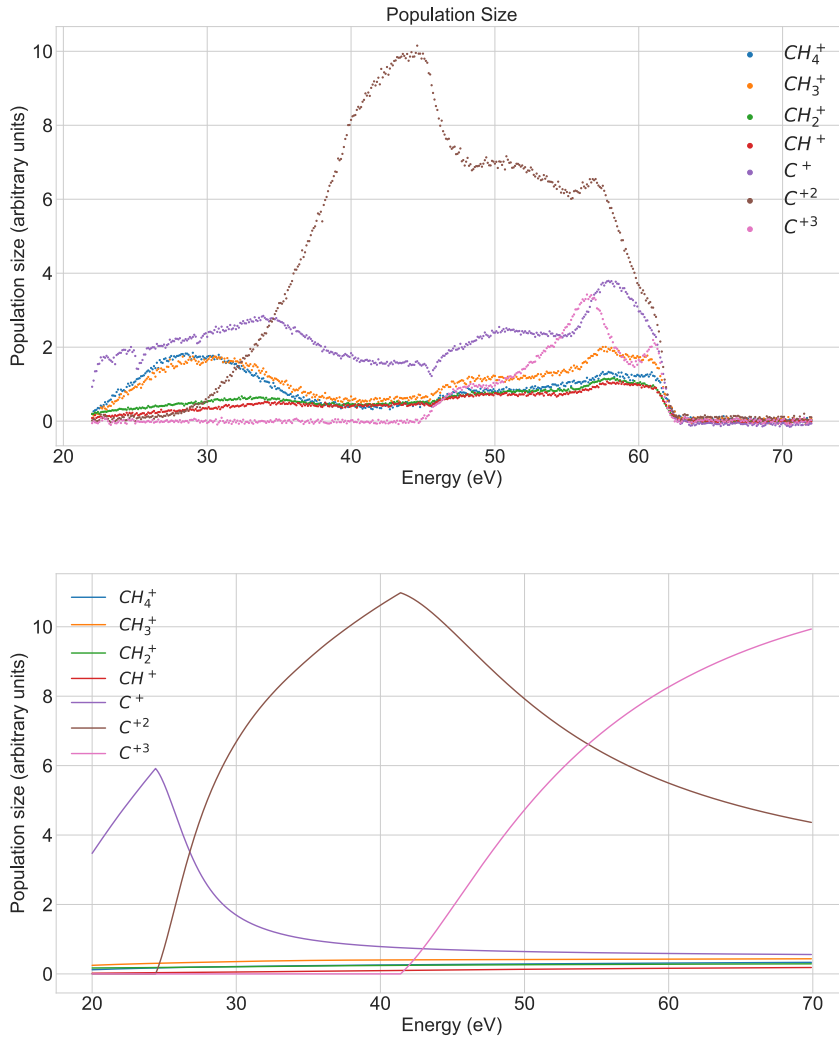 Population Size
Population size (arbitrary units)
10
8
6
4
2
0
20 30 40 50 60 70
Energy (eV)
CH₄⁺
CH₃⁺
CH₂⁺
CH⁺
C⁺
C⁺²
C⁺³
Population size (arbitrary units)
10
8
6
4
2
0
20 30 40 50 60 70
Energy (eV)
CH₄⁺
CH₃⁺
CH₂⁺
CH⁺
C⁺
C⁺²
C⁺³